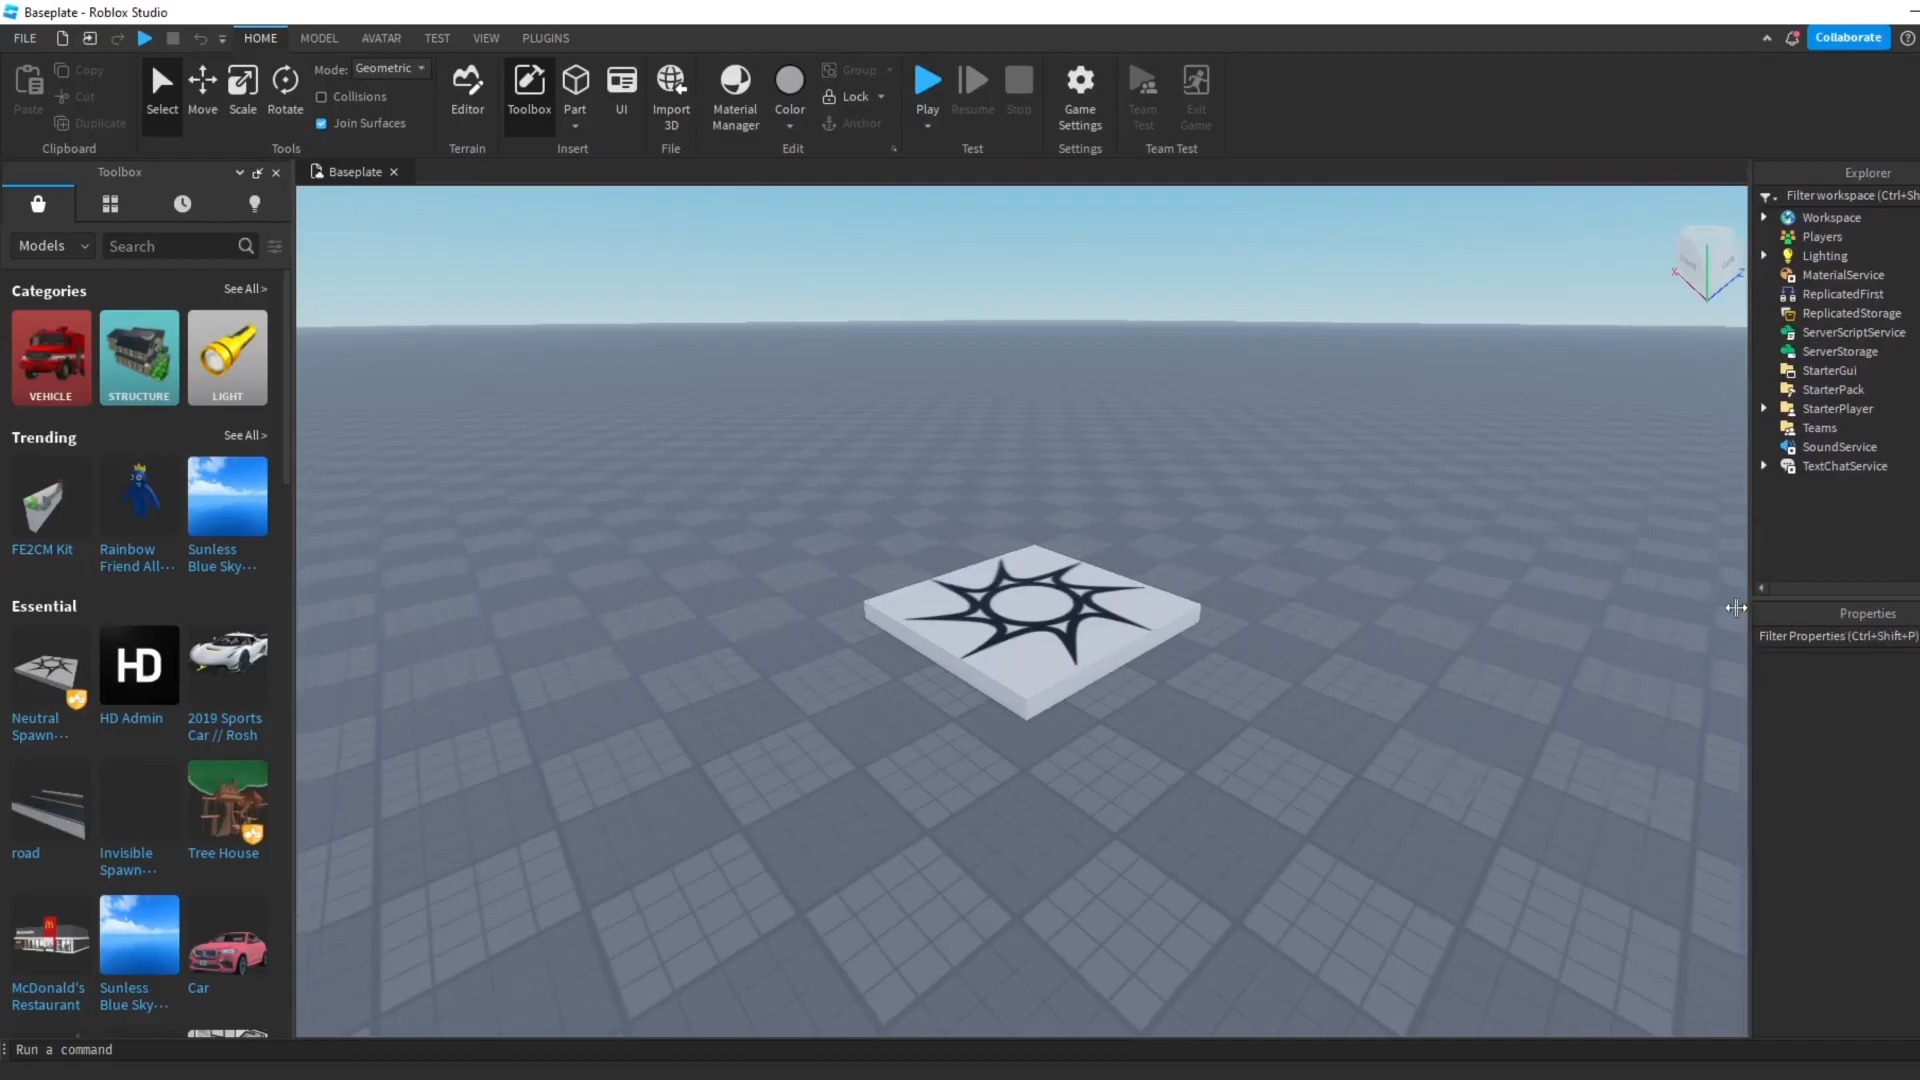 Baseplate - Roblox Studio
FILE HOME MODEL AVATAR TEST VIEW PLUGINS Collaborate
Paste
Copy
Cut
Duplicate
Clipboard
Select Move Scale Rotate
Mode: Geometric
Collisions
Join Surfaces
Tools
Editor
Terrain
Toolbox Part UI
Insert
Import
3D
File
Material
Manager
Color
Group
Lock
Anchor
Edit
Play Resume Stop
Test
Game
Settings
Settings
Team
Test
Exit
Game
Team Test
Toolbox
Models Search
Categories See All >
VEHICLE STRUCTURE LIGHT
Trending See All >
FE2CM Kit
Rainbow
Friend All···
Sunless
Blue Sky···
Essential
HD
Neutral
Spawn···
HD Admin
2019 Sports
Car // Rosh
road
Invisible
Spawn···
Tree House
McDonald's
Restaurant
Sunless
Blue Sky···
Car
Baseplate
X
Z
Explorer
Filter workspace (Ctrl+Sh
Workspace
Players
Lighting
MaterialService
ReplicatedFirst
ReplicatedStorage
ServerScriptService
ServerStorage
StarterGui
StarterPack
StarterPlayer
Teams
SoundService
TextChatService
Properties
Filter Properties (Ctrl+Shift+P)
Run a command